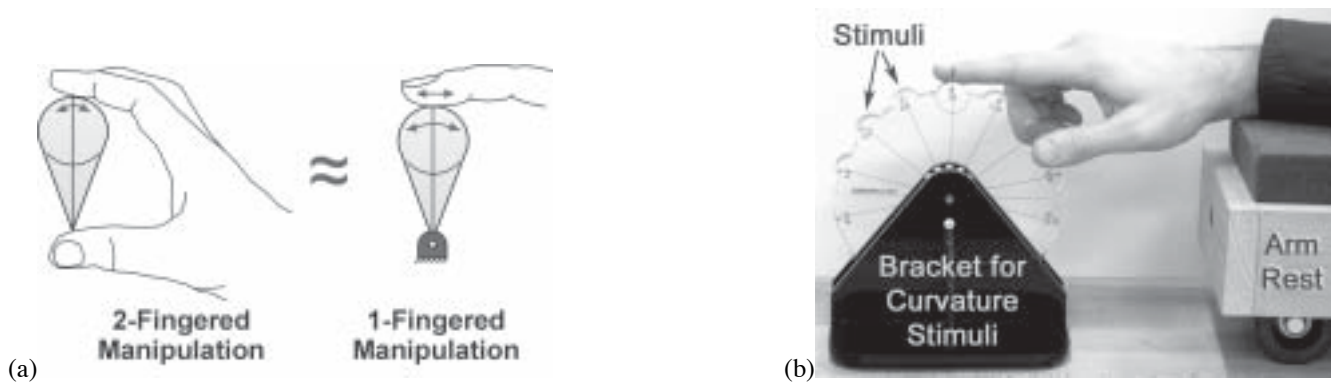 2-Fingered
Manipulation
≈
1-Fingered
Manipulation
(a)
Stimuli
Bracket for
Curvature
Stimuli
Arm
Rest
(b)